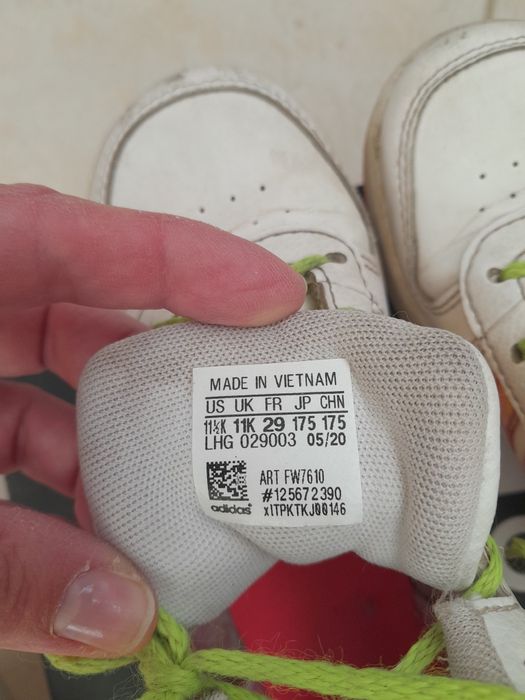 MADE IN VIETNAM
US UK FR JP CHN
11½K 11K 29 175 175
LHG 029003 05/20
ART FW7610
#125672390
adidas x1TPKTKJ00146